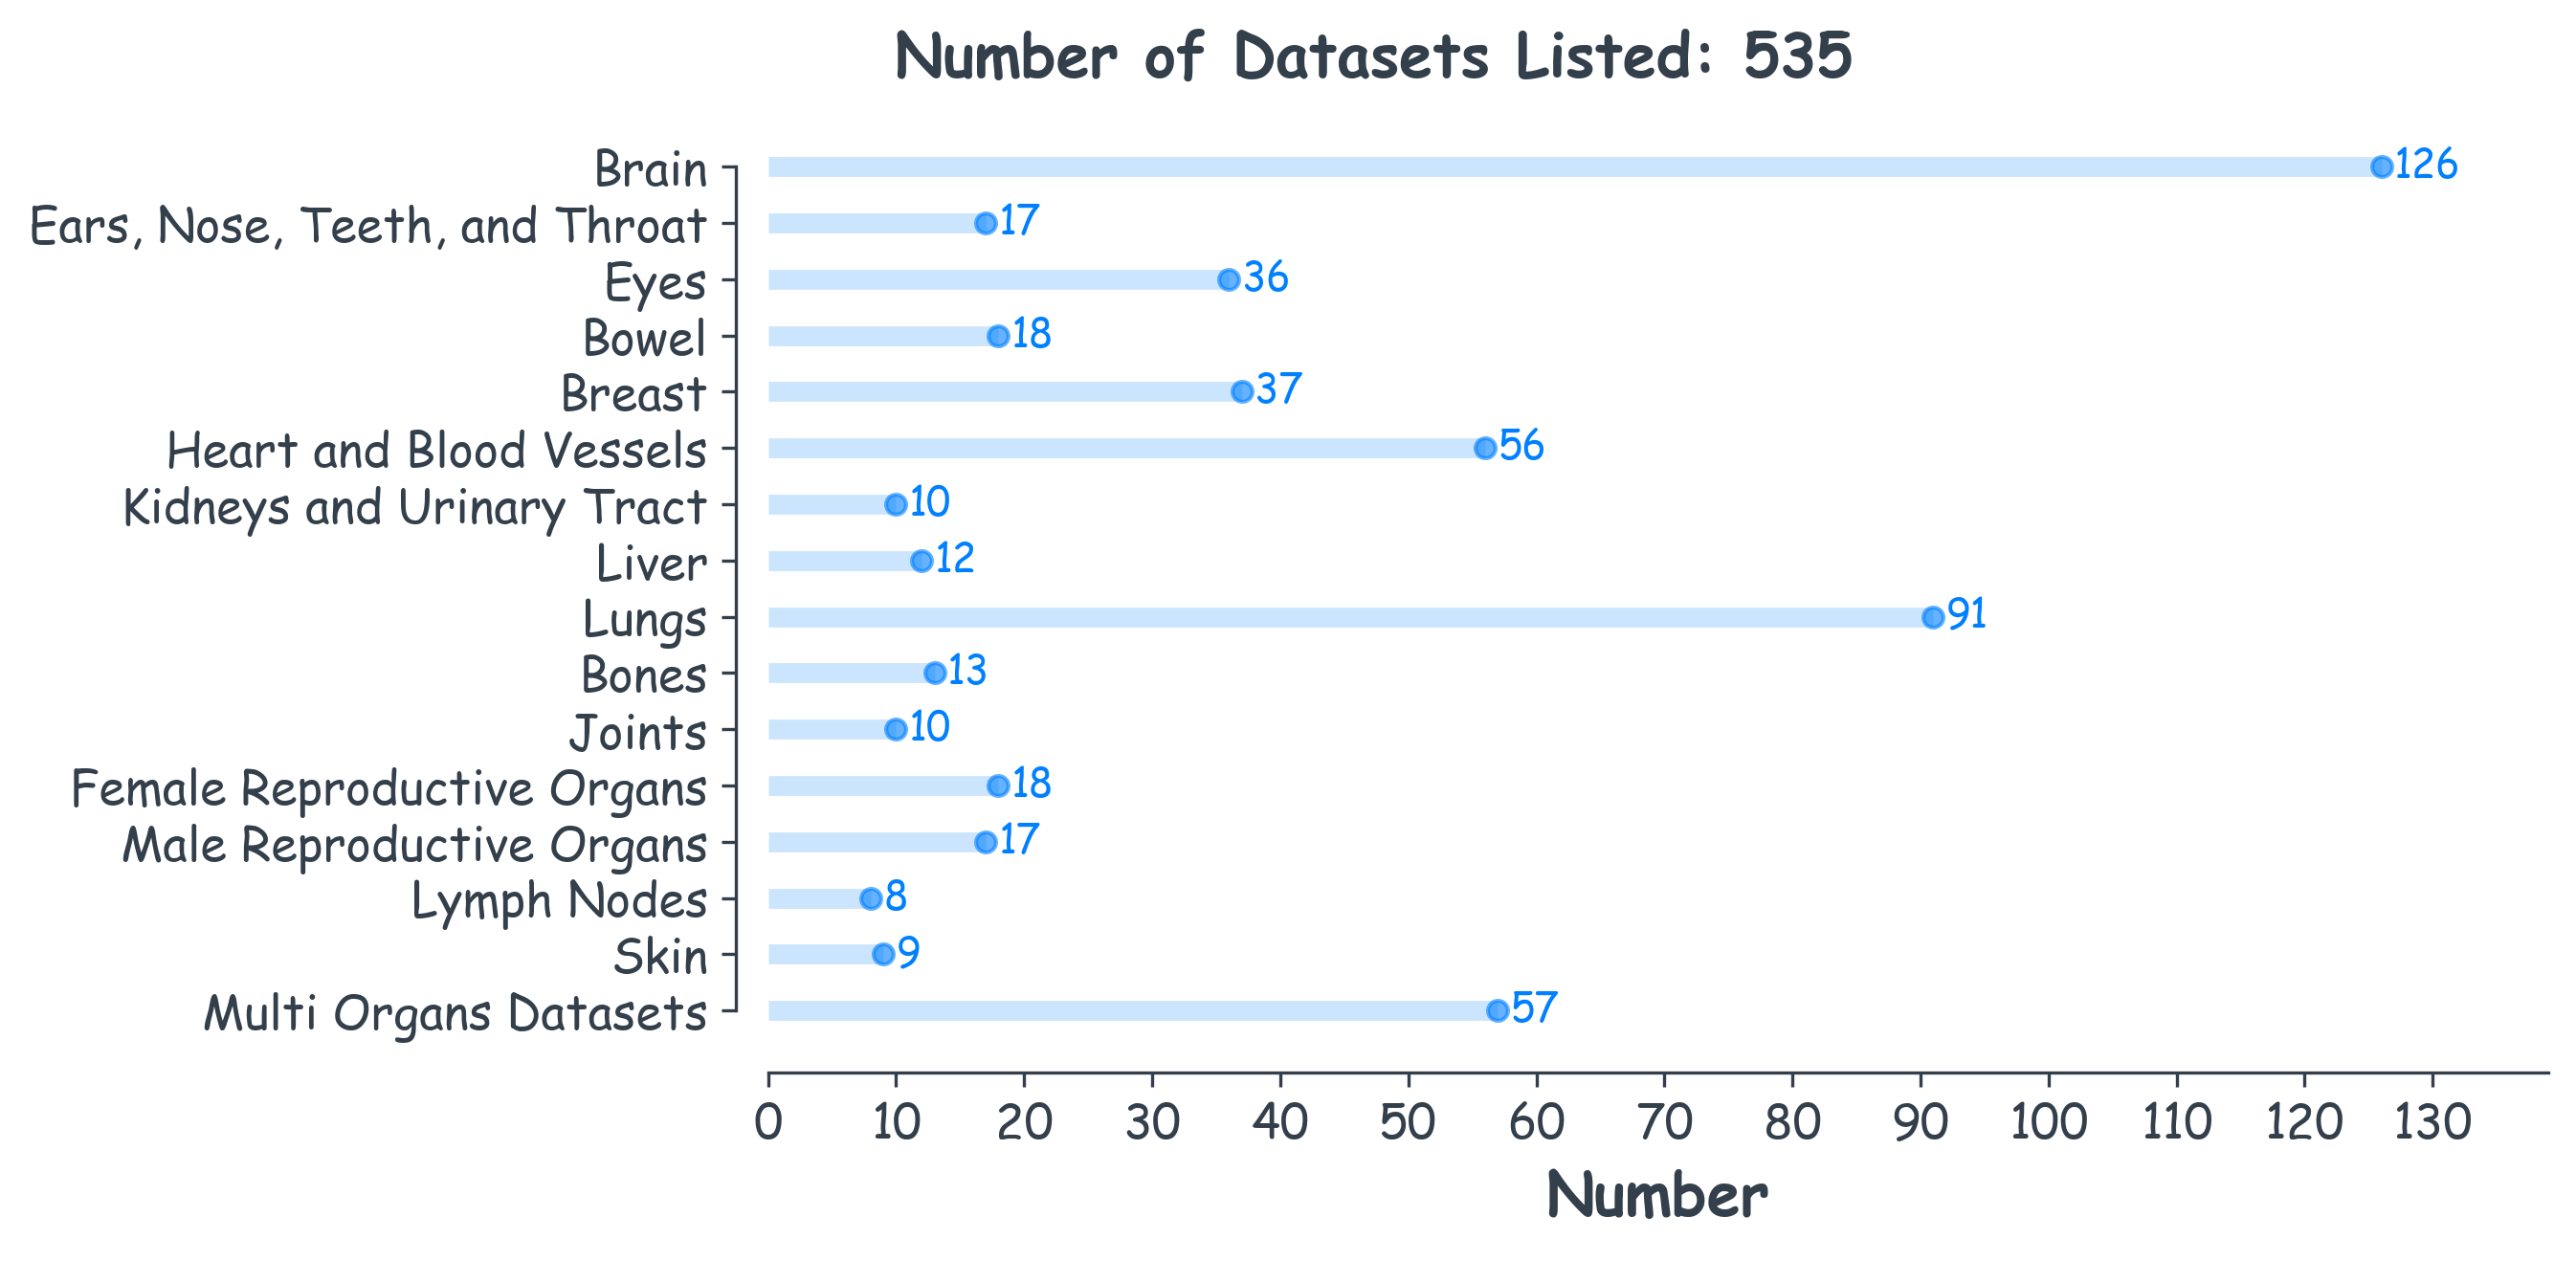 Number of Datasets Listed: 535
Brain 126
Ears, Nose, Teeth, and Throat 17
Eyes 36
Bowel 18
Breast 37
Heart and Blood Vessels 56
Kidneys and Urinary Tract 10
Liver 12
Lungs 91
Bones 13
Joints 10
Female Reproductive Organs 18
Male Reproductive Organs 17
Lymph Nodes 8
Skin 9
Multi Organs Datasets 57
0 10 20 30 40 50 60 70 80 90 100 110 120 130
Number